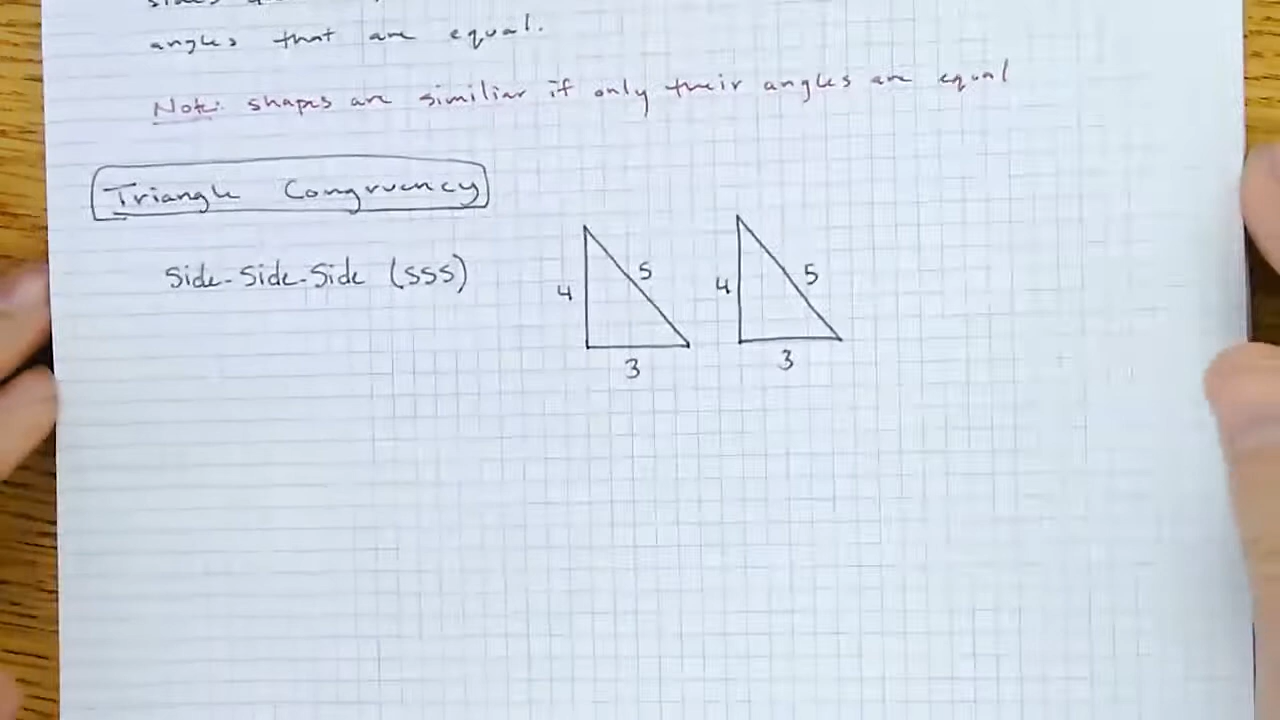 angles that are equal.
Note: shapes are similiar if only their angles are equal
Triangle Congruency
Side-Side-Side (SSS)
4 5 3
4 5 3